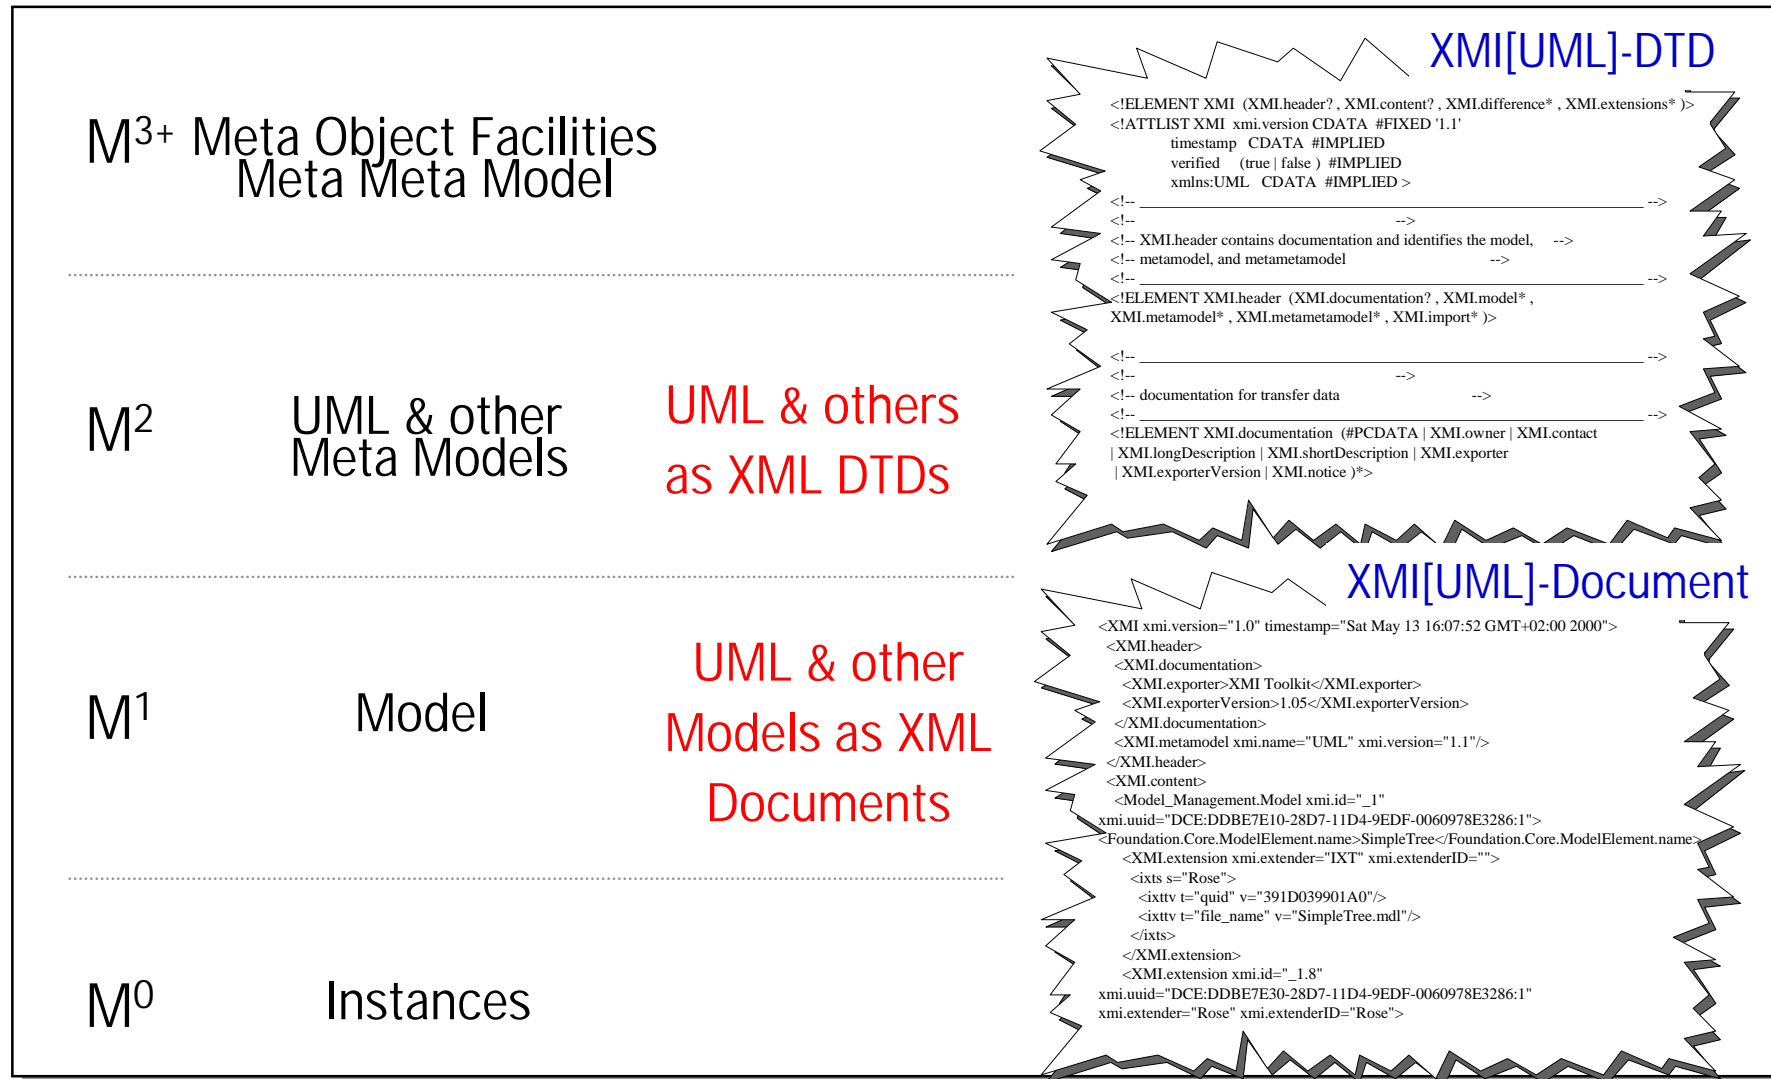 M3+ Meta Object Facilities
Meta Meta Model
M2
UML & other
Meta Models
UML & others
as XML DTDs
M1
Model
UML & other
Models as XML
Documents
M0
Instances
XMI[UML]-DTD
<!ELEMENT XMI (XMI.header? , XMI.content? , XMI.difference* , XMI.extensions* )>
<!ATTLIST XMI xmi.version CDATA #FIXED '1.1'
timestamp CDATA #IMPLIED
verified (true | false ) #IMPLIED
xmlns:UML CDATA #IMPLIED >
<!-- _______________________________________________________________ -->
<!-- -->
<!-- XMI.header contains documentation and identifies the model, -->
<!-- metamodel, and metametamodel -->
<!-- _______________________________________________________________ -->
<!ELEMENT XMI.header (XMI.documentation? , XMI.model* ,
XMI.metamodel* , XMI.metametamodel* , XMI.import* )>
<!-- _______________________________________________________________ -->
<!-- -->
<!-- documentation for transfer data -->
<!-- _______________________________________________________________ -->
<!ELEMENT XMI.documentation (#PCDATA | XMI.owner | XMI.contact
| XMI.longDescription | XMI.shortDescription | XMI.exporter
| XMI.exporterVersion | XMI.notice )*>
XMI[UML]-Document
<XMI xmi.version="1.0" timestamp="Sat May 13 16:07:52 GMT+02:00 2000">
<XMI.header>
<XMI.documentation>
<XMI.exporter>XMI Toolkit</XMI.exporter>
<XMI.exporterVersion>1.05</XMI.exporterVersion>
</XMI.documentation>
<XMI.metamodel xmi.name="UML" xmi.version="1.1"/>
</XMI.header>
<XMI.content>
<Model_Management.Model xmi.id="_1"
xmi.uuid="DCE:DDBE7E10-28D7-11D4-9EDF-0060978E3286:1">
<Foundation.Core.ModelElement.name>SimpleTree</Foundation.Core.ModelElement.name>
<XMI.extension xmi.extender="IXT" xmi.extenderID="">
<ixts s="Rose">
<ixttv t="quid" v="391D039901A0"/>
<ixttv t="file_name" v="SimpleTree.mdl"/>
</ixts>
</XMI.extension>
<XMI.extension xmi.id="_1.8"
xmi.uuid="DCE:DDBE7E30-28D7-11D4-9EDF-0060978E3286:1"
xmi.extender="Rose" xmi.extenderID="Rose">